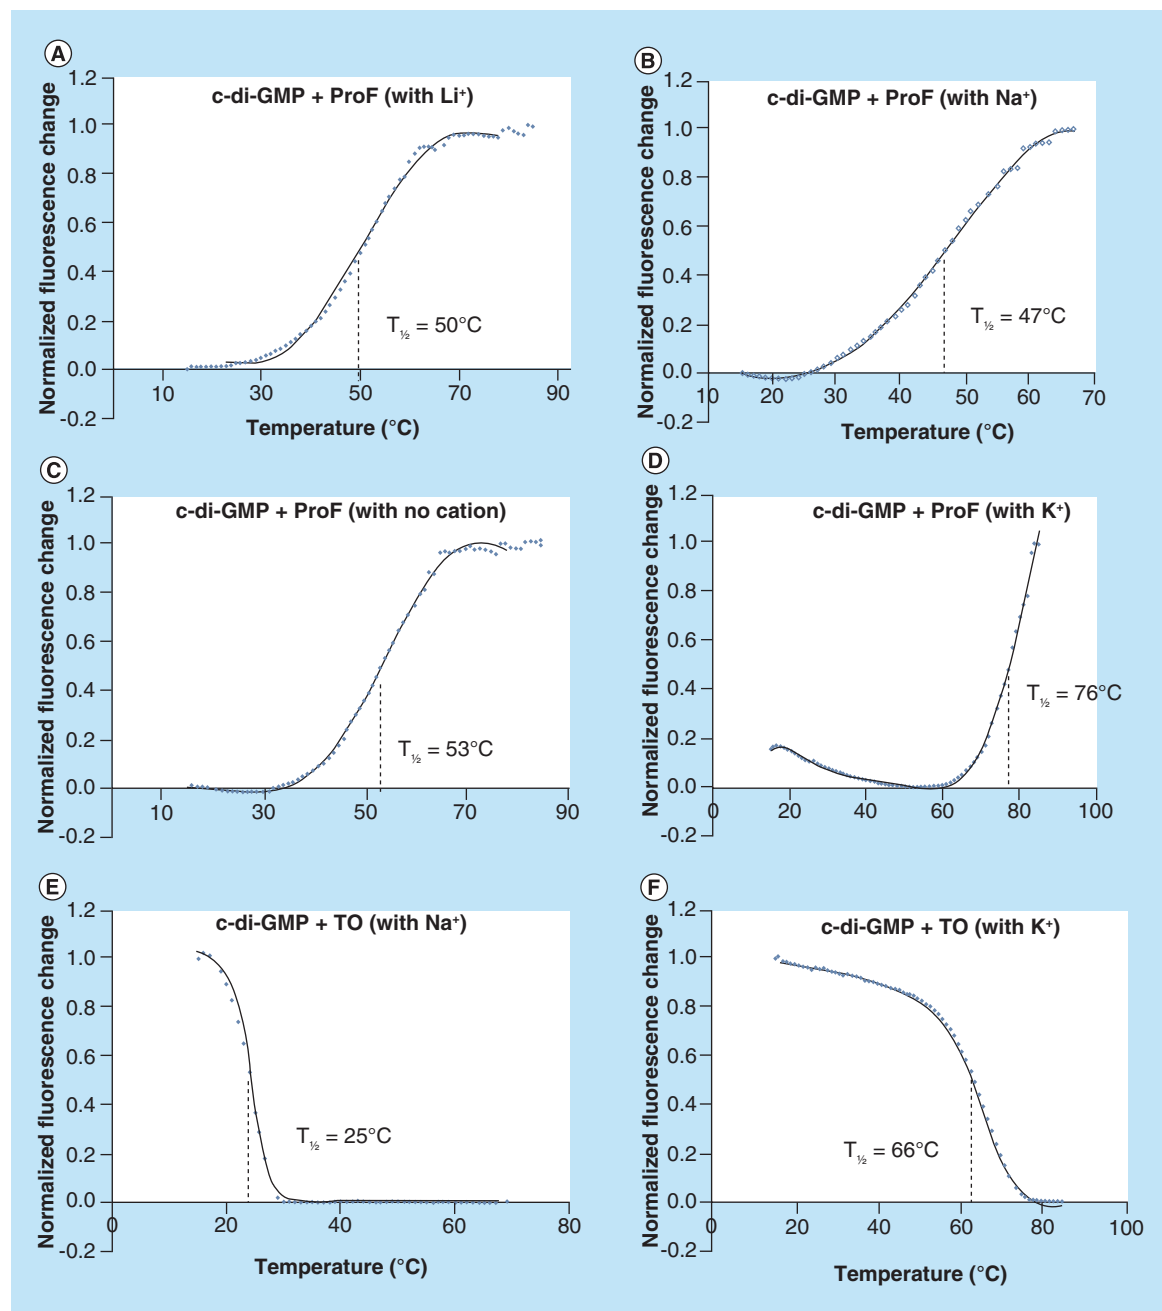 A
c-di-GMP + ProF (with Li⁺)
Normalized fluorescence change
1.2
1.0
0.8
0.6
0.4
0.2
0.0
-0.2
T½ = 50°C
10 30 50 70 90
Temperature (°C)
B
c-di-GMP + ProF (with Na⁺)
Normalized fluorescence change
1.2
1.0
0.8
0.6
0.4
0.2
0.0
-0.2
T½ = 47°C
10 20 30 40 50 60 70
Temperature (°C)
C
c-di-GMP + ProF (with no cation)
Normalized fluorescence change
1.2
1.0
0.8
0.6
0.4
0.2
0.0
-0.2
T½ = 53°C
10 30 50 70 90
D
c-di-GMP + ProF (with K⁺)
Normalized fluorescence change
1.2
1.0
0.8
0.6
0.4
0.2
0.0
-0.2
T½ = 76°C
0 20 40 60 80 100
E
c-di-GMP + TO (with Na⁺)
Normalized fluorescence change
1.2
1.0
0.8
0.6
0.4
0.2
0.0
-0.2
T½ = 25°C
0 20 40 60 80
Temperature (°C)
F
c-di-GMP + TO (with K⁺)
Normalized fluorescence change
1.2
1.0
0.8
0.6
0.4
0.2
0.0
-0.2
T½ = 66°C
0 20 40 60 80 100
Temperature (°C)